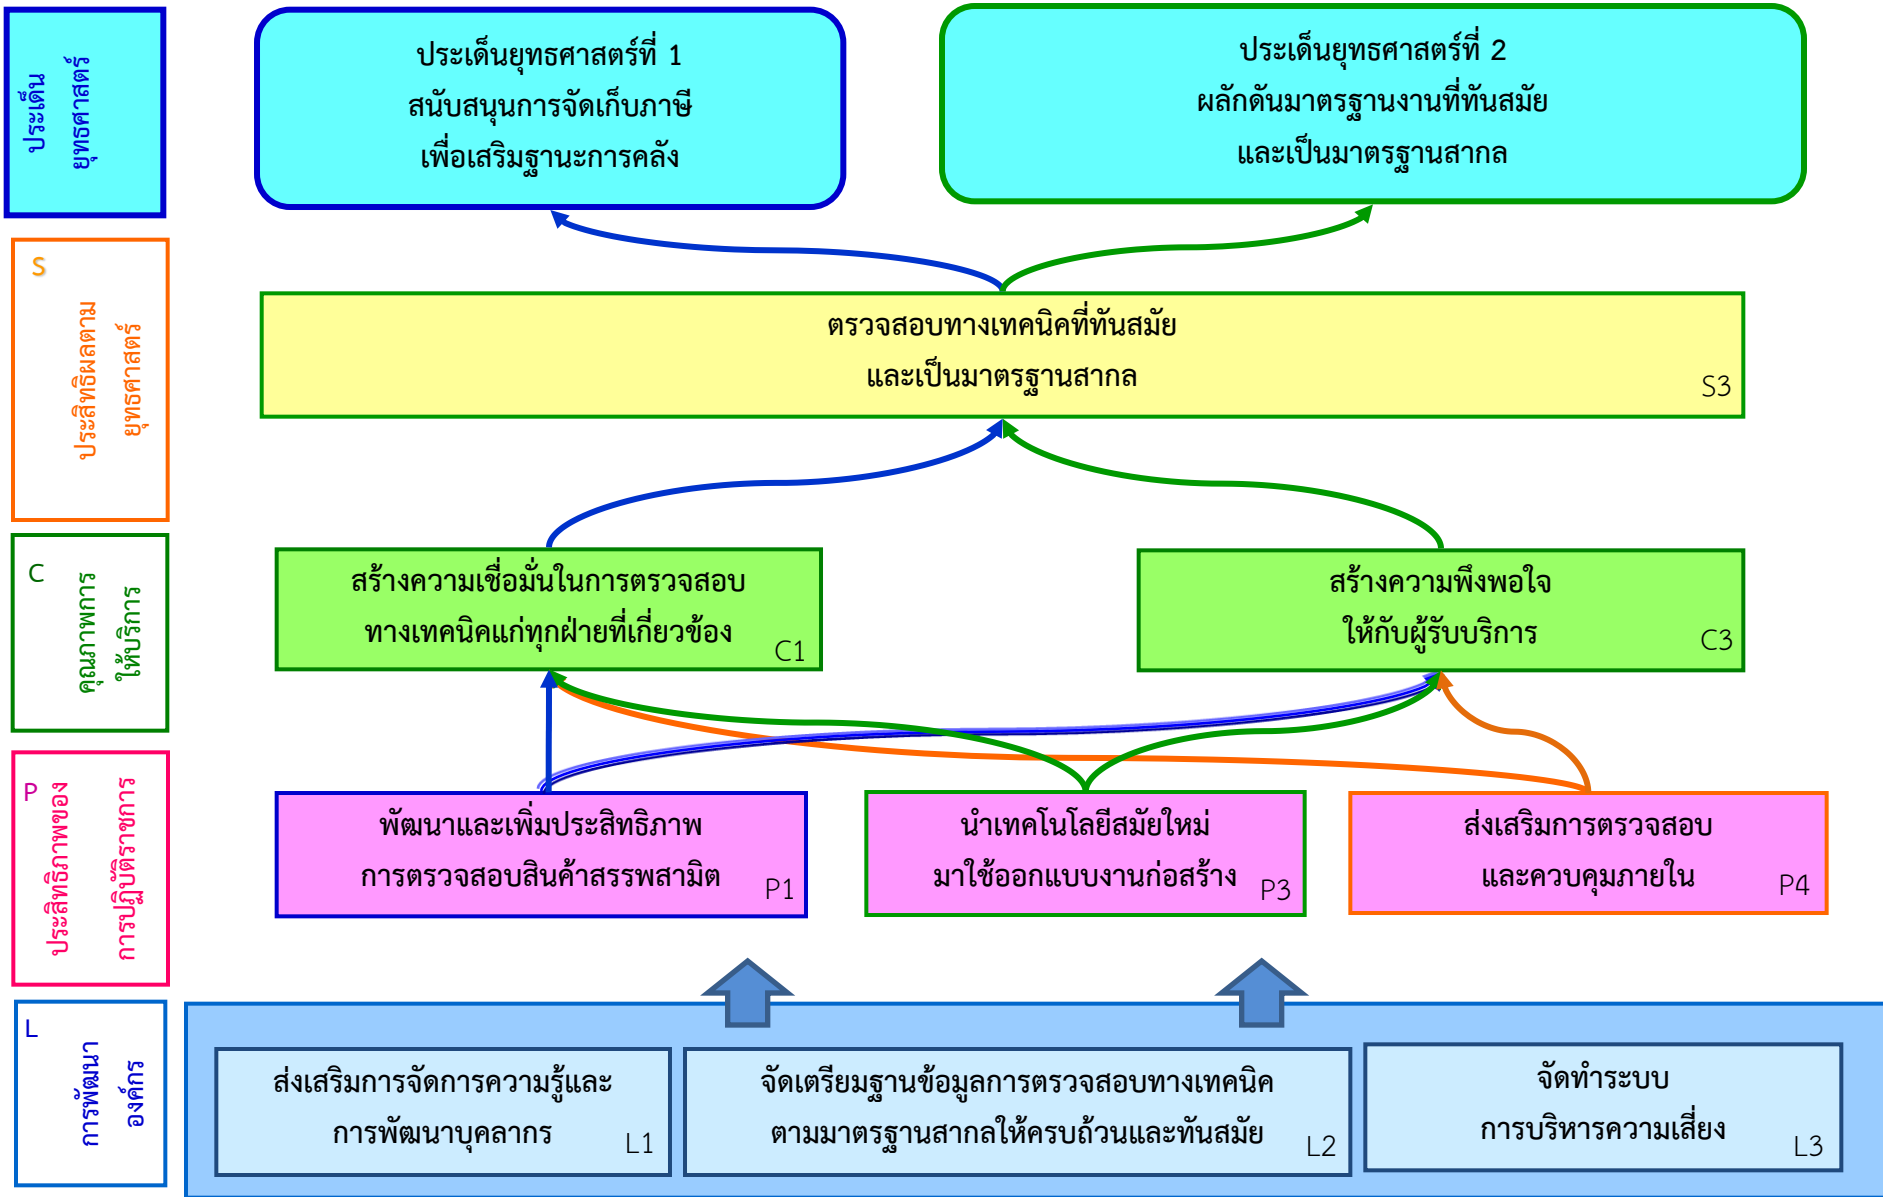 ประเด็น
ยุทธศาสตร์
ประเด็นยุทธศาสตร์ที่ 1
สนับสนุนการจัดเก็บภาษี
เพื่อเสริมฐานะการคลัง
ประเด็นยุทธศาสตร์ที่ 2
ผลักดันมาตรฐานงานที่ทันสมัย
และเป็นมาตรฐานสากล
S
ประสิทธิผลตาม
ยุทธศาสตร์
ตรวจสอบทางเทคนิคที่ทันสมัย
และเป็นมาตรฐานสากล
S3
C
คุณภาพการ
ให้บริการ
สร้างความเชื่อมั่นในการตรวจสอบ
ทางเทคนิคแก่ทุกฝ่ายที่เกี่ยวข้อง
C1
สร้างความพึงพอใจ
ให้กับผู้รับบริการ
C3
P
ประสิทธิภาพของ
การปฏิบัติราชการ
พัฒนาและเพิ่มประสิทธิภาพ
การตรวจสอบสินค้าสรรพสามิต
P1
นำเทคโนโลยีสมัยใหม่
มาใช้ออกแบบงานก่อสร้าง
P3
ส่งเสริมการตรวจสอบ
และควบคุมภายใน
P4
L
การพัฒนา
องค์กร
ส่งเสริมการจัดการความรู้และ
การพัฒนาบุคลากร
L1
จัดเตรียมฐานข้อมูลการตรวจสอบทางเทคนิค
ตามมาตรฐานสากลให้ครบถ้วนและทันสมัย
L2
จัดทำระบบ
การบริหารความเสี่ยง
L3